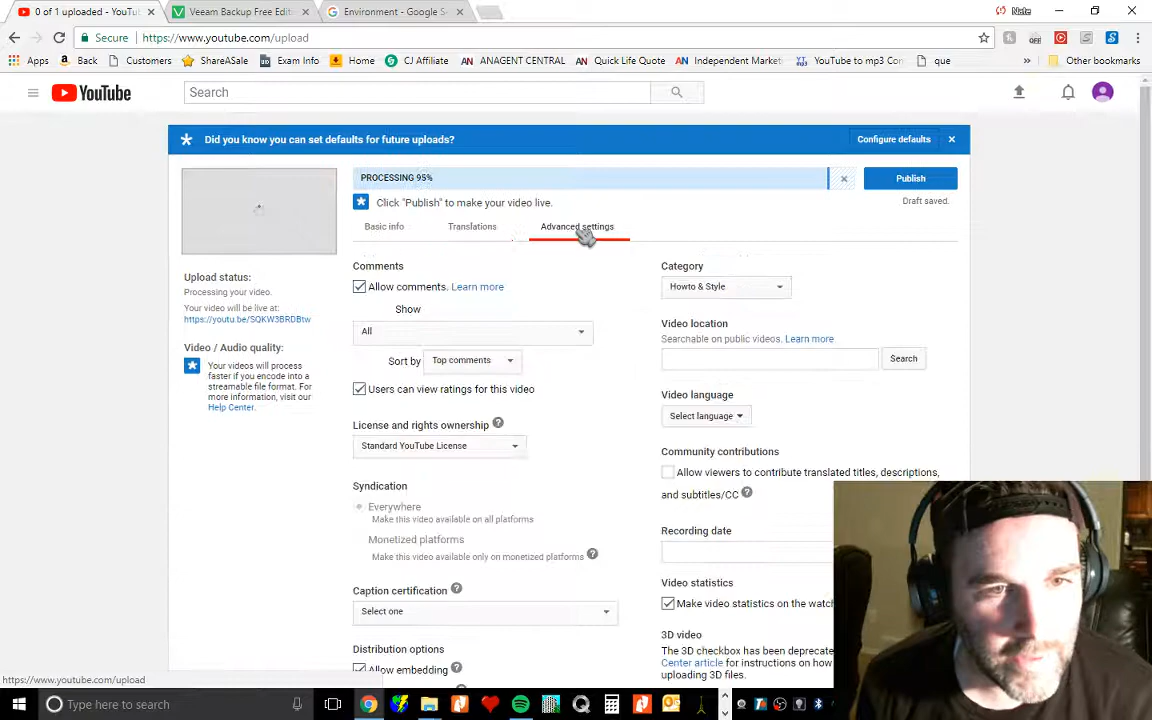 0 of 1 uploaded - YouTu
Veeam Backup Free Edit
Environment - Google S
Nate
Secure
https://www.youtube.com/upload
Apps
Back
Customers
ShareASale
Exam Info
Home
CJ Affiliate
ANAGENT CENTRAL
Quick Life Quote
Independent Marke
YouTube to mp3 Co
que
»
Other bookmarks
YouTube
Search
Did you know you can set defaults for future uploads?
Configure defaults
PROCESSING 95%
Publish
Click "Publish" to make your video live.
Draft saved.
Basic info
Translations
Advanced settings
Upload status:
Processing your video.
Your video will be live at:
https://youtu.be/SQKW3BRDBtw
Video / Audio quality:
Your videos will process
faster if you encode into a
streamable file format. For
more information, visit our
Help Center.
Comments
Allow comments. Learn more
Show
All
Sort by
Top comments
Users can view ratings for this video
License and rights ownership
Standard YouTube License
Syndication
Everywhere
Make this video available on all platforms
Monetized platforms
Make this video available only on monetized platforms
Caption certification
Select one
Distribution options
Allow embedding
Category
Howto & Style
Video location
Searchable on public videos. Learn more
Search
Video language
Select language
Community contributions
Allow viewers to contribute translated titles, descriptions,
and subtitles/CC
Recording date
Video statistics
Make video statistics on the watch
3D video
The 3D checkbox has been deprecate
Center article for instructions on how
uploading 3D files.
https://www.youtube.com/upload
Type here to search